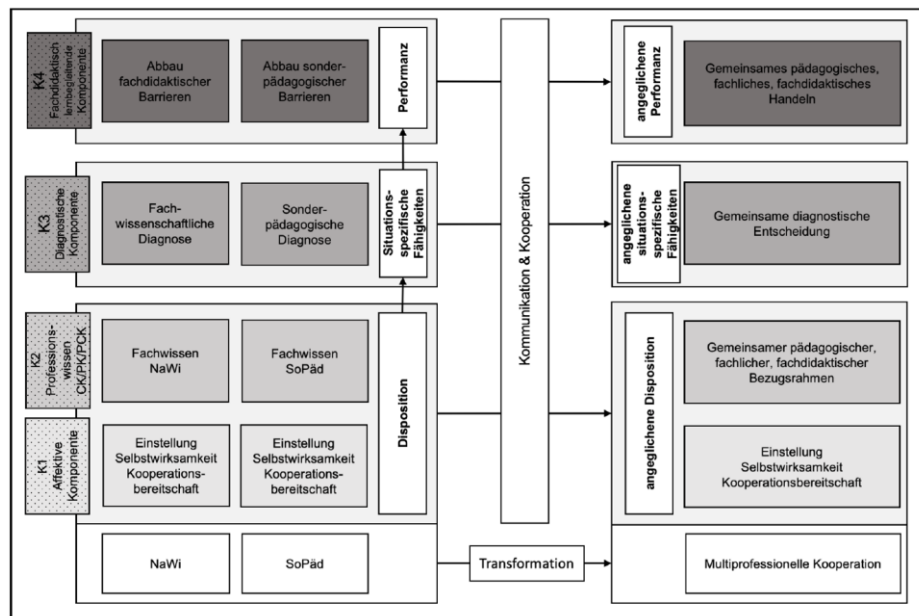 K4
Fachdidaktisch
lernbegleitende
Komponente
Abbau
fachdidaktischer
Barrieren
Abbau sonder-
pädagogischer
Barrieren
Performanz
angeglichene
Performanz
Gemeinsames pädagogisches,
fachliches, fachdidaktisches
Handeln
K3
Diagnostische
Komponente
Fach-
wissenschaftliche
Diagnose
Sonder-
pädagogische
Diagnose
Situations-
spezifische
Fähigkeiten
Kommunikation & Kooperation
angeglichene
situations-
spezifische
Fähigkeiten
Gemeinsame diagnostische
Entscheidung
K2
Professions-
wissen
CK/PK/PCK
Fachwissen
NaWi
Fachwissen
SoPäd
Disposition
angeglichene Disposition
Gemeinsamer pädagogischer,
fachlicher, fachdidaktischer
Bezugsrahmen
K1
Affektive
Komponente
Einstellung
Selbstwirksamkeit
Kooperations-
bereitschaft
Einstellung
Selbstwirksamkeit
Kooperations-
bereitschaft
Einstellung
Selbstwirksamkeit
Kooperationsbereitschaft
NaWi
SoPäd
Transformation
Multiprofessionelle Kooperation